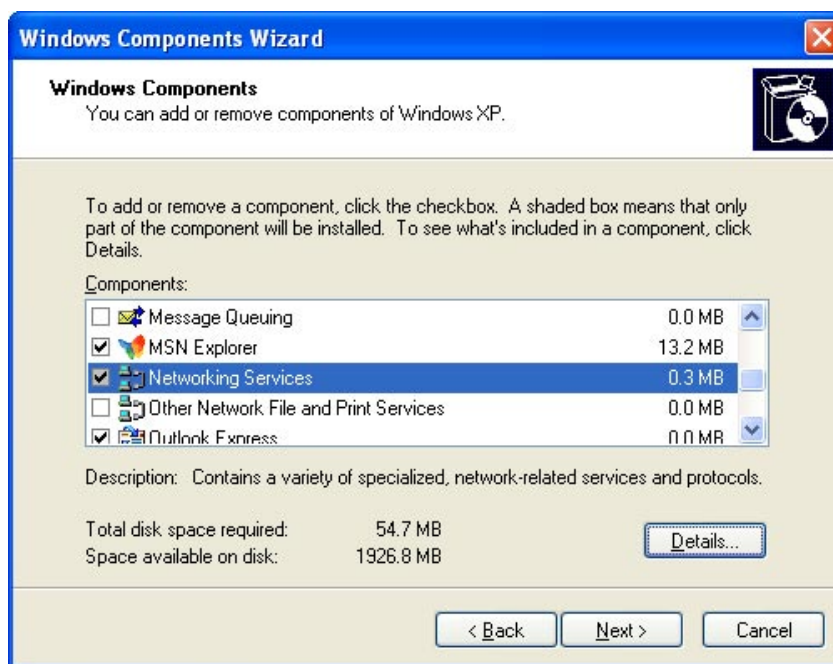 Windows Components Wizard
Windows Components
You can add or remove components of Windows XP.
To add or remove a component, click the checkbox. A shaded box means that only
part of the component will be installed. To see what's included in a component, click
Details.
Components:
Message Queuing 0.0 MB
MSN Explorer 13.2 MB
Networking Services 0.3 MB
Other Network File and Print Services 0.0 MB
Outlook Express 0.0 MB
Description: Contains a variety of specialized, network-related services and protocols.
Total disk space required: 54.7 MB
Space available on disk: 1926.8 MB
Details...
< Back Next > Cancel